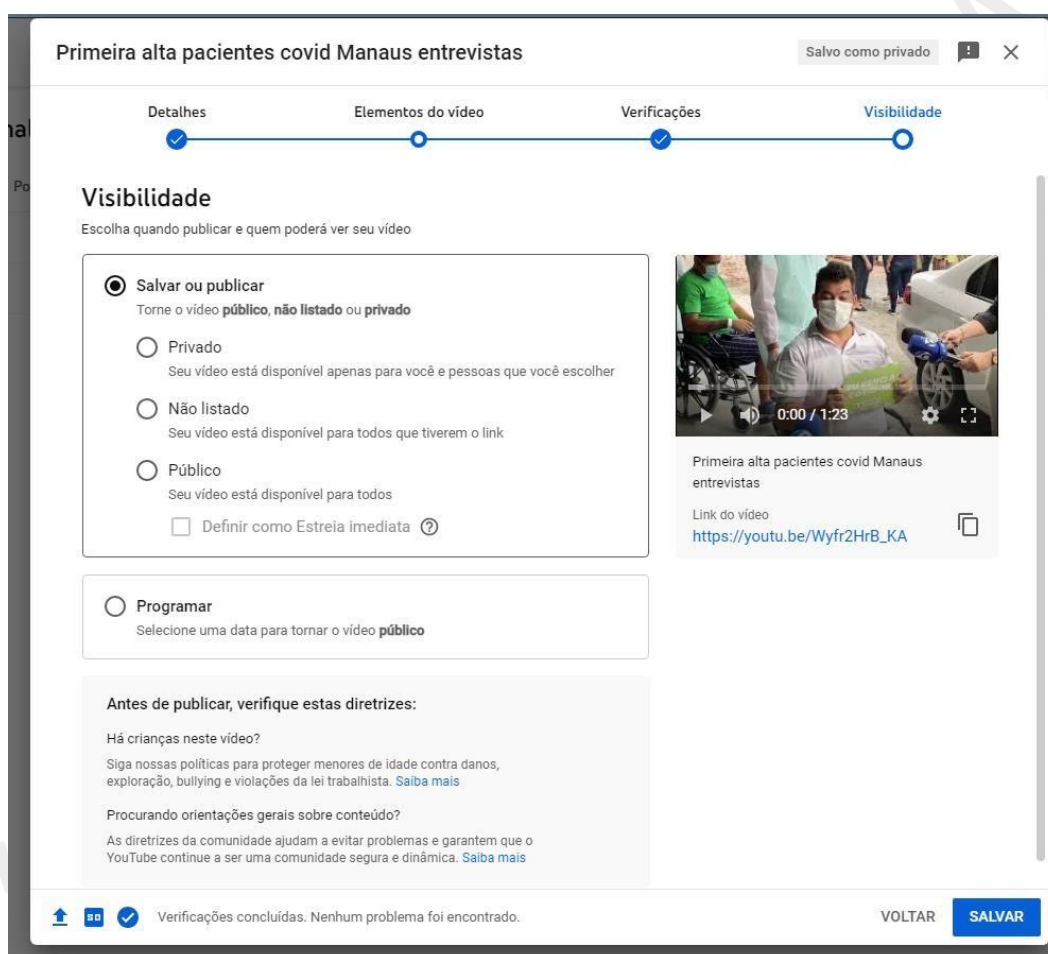 Primeira alta pacientes covid Manaus entrevistas
Salvo como privado
Detalhes
Elementos do vídeo
Verificações
Visibilidade
nal
Po
Visibilidade
Escolha quando publicar e quem poderá ver seu vídeo
Salvar ou publicar
Torne o vídeo público, não listado ou privado
Privado
Seu vídeo está disponível apenas para você e pessoas que você escolher
Não listado
Seu vídeo está disponível para todos que tiverem o link
Público
Seu vídeo está disponível para todos
Definir como Estreia imediata
0:00 / 1:23
Primeira alta pacientes covid Manaus
entrevistas
Link do vídeo
https://youtu.be/Wyfr2HrB_KA
Programar
Selecione uma data para tornar o vídeo público
Antes de publicar, verifique estas diretrizes:
Há crianças neste vídeo?
Siga nossas políticas para proteger menores de idade contra danos,
exploração, bullying e violações da lei trabalhista. Saiba mais
Procurando orientações gerais sobre conteúdo?
As diretrizes da comunidade ajudam a evitar problemas e garantem que o
YouTube continue a ser uma comunidade segura e dinâmica. Saiba mais
SD
Verificações concluídas. Nenhum problema foi encontrado.
VOLTAR
SALVAR